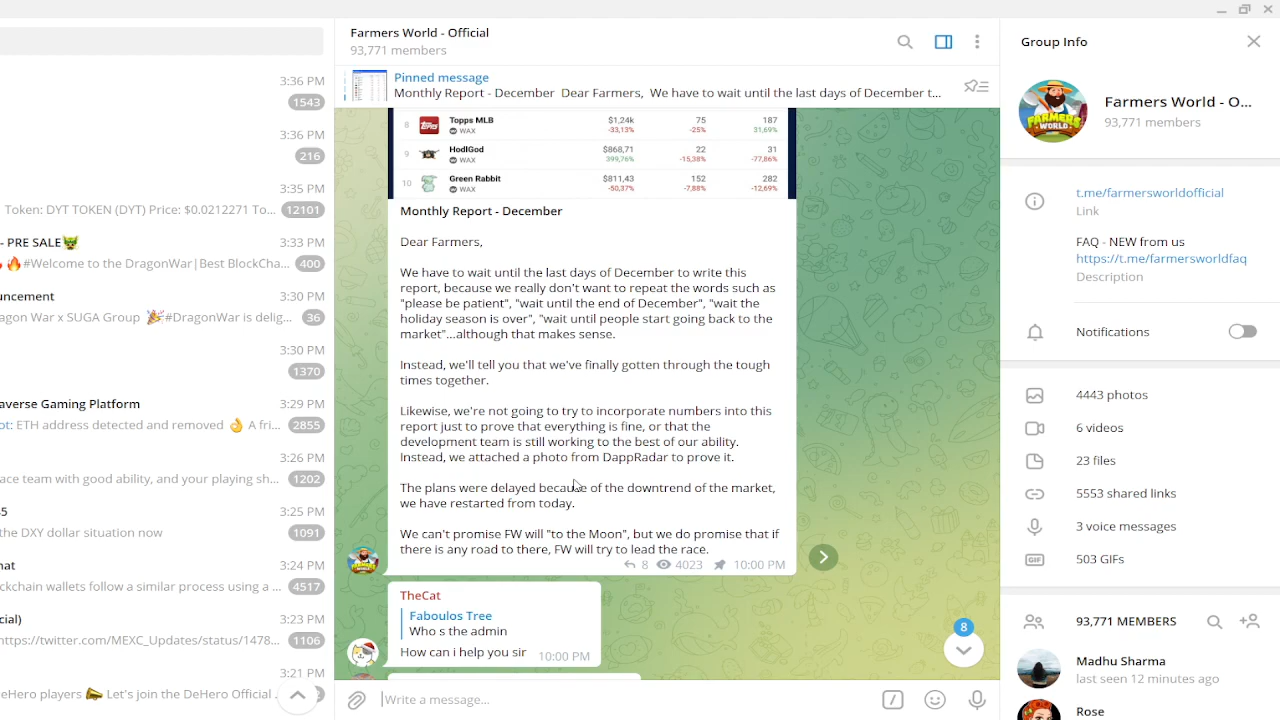 3:36 PM
1543
3:36 PM
216
3:35 PM
Token: DYT TOKEN (DYT) Price: $0.0212271 To...
12101
- PRE SALE
3:33 PM
#Welcome to the DragonWar|Best BlockCha...
400
uncement
3:30 PM
agon War x SUGA Group #DragonWar is delig...
36
3:30 PM
1370
averse Gaming Platform
3:29 PM
ot: ETH address detected and removed 👌 A fri...
2855
3:26 PM
ace team with good ability, and your playing sh...
1202
5
3:25 PM
the DXY dollar situation now
1091
hat
3:24 PM
ckchain wallets follow a similar process using a ...
4517
cial)
3:23 PM
https://twitter.com/MEXC_Updates/status/1478...
1106
3:21 PM
eHero players Let's join the DeHero Official .
Farmers World - Official
93,771 members
Pinned message
Monthly Report - December Dear Farmers, We have to wait until the last days of December t...
8 Topps MLB $1,24k 75 187
WAX -33,13% -25% 31,69%
9 HodlGod $868,71 22 31
WAX 399,76% -15,38% -77,86%
10 Green Rabbit $811,43 152 282
WAX -50,37% -7,88% -12,69%
Monthly Report - December
Dear Farmers,
We have to wait until the last days of December to write this
report, because we really don't want to repeat the words such as
"please be patient", "wait until the end of December", "wait the
holiday season is over", "wait until people start going back to the
market"...although that makes sense.
Instead, we'll tell you that we've finally gotten through the tough
times together.
Likewise, we're not going to try to incorporate numbers into this
report just to prove that everything is fine, or that the
development team is still working to the best of our ability.
Instead, we attached a photo from DappRadar to prove it.
The plans were delayed because of the downtrend of the market,
we have restarted from today.
We can't promise FW will "to the Moon", but we do promise that if
there is any road to there, FW will try to lead the race.
8 4023 10:00 PM
TheCat
Faboulos Tree
Who s the admin
How can i help you sir 10:00 PM
8
Write a message...
Group Info
FARMERS WORLD
Farmers World - O...
93,771 members
t.me/farmersworldofficial
Link
FAQ - NEW from us
https://t.me/farmersworldfaq
Description
Notifications
4443 photos
6 videos
23 files
5553 shared links
3 voice messages
GIF 503 GIFs
93,771 MEMBERS
Madhu Sharma
last seen 12 minutes ago
Rose